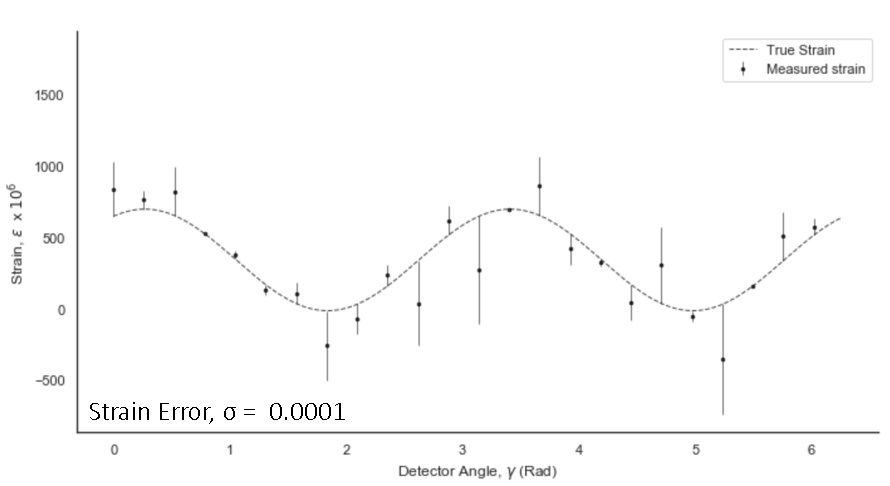 True Strain
Measured strain
1500
1000
500
0
−500
Strain, ε x 10⁶
Strain Error, σ = 0.0001
0 1 2 3 4 5 6
Detector Angle, γ (Rad)